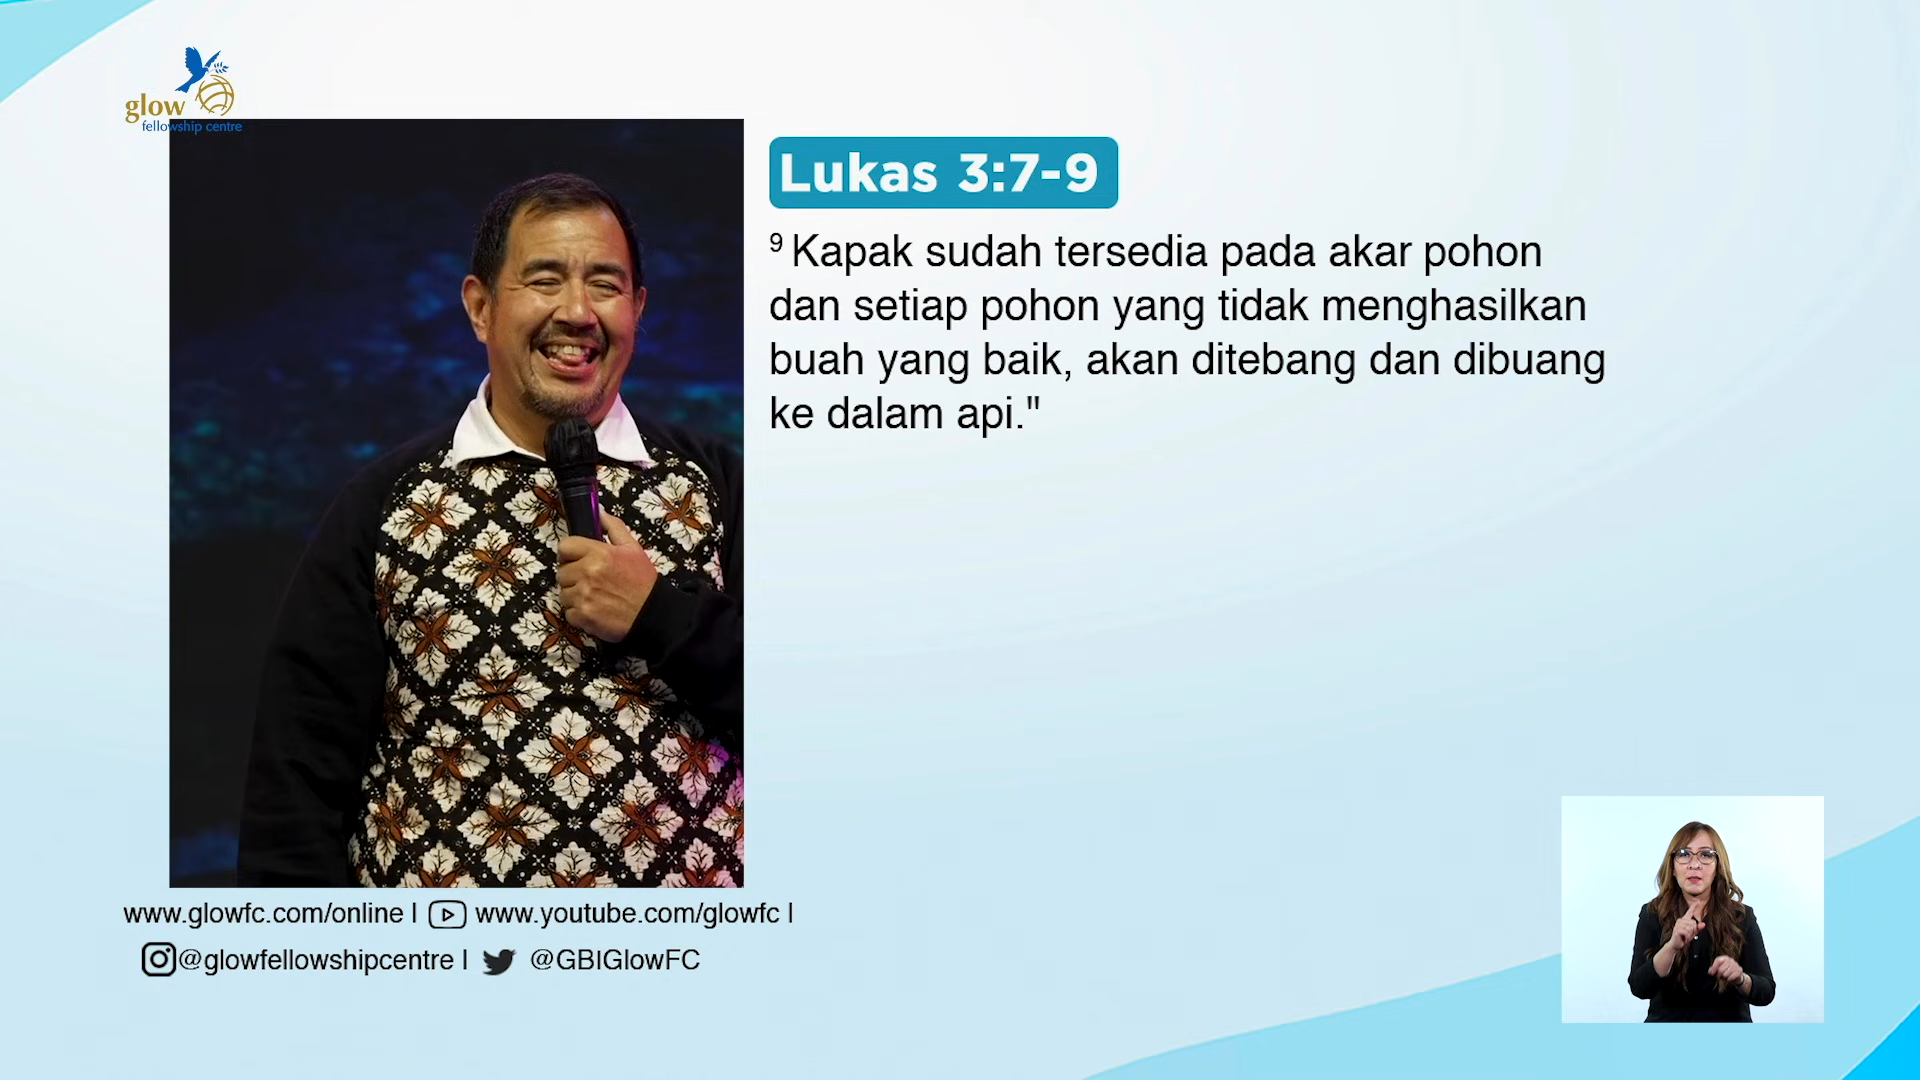 glow
fellowship centre
Lukas 3:7-9
9 Kapak sudah tersedia pada akar pohon
dan setiap pohon yang tidak menghasilkan
buah yang baik, akan ditebang dan dibuang
ke dalam api."
www.glowfc.com/online | www.youtube.com/glowfc |
@glowfellowshipcentre | @GBIGlowFC